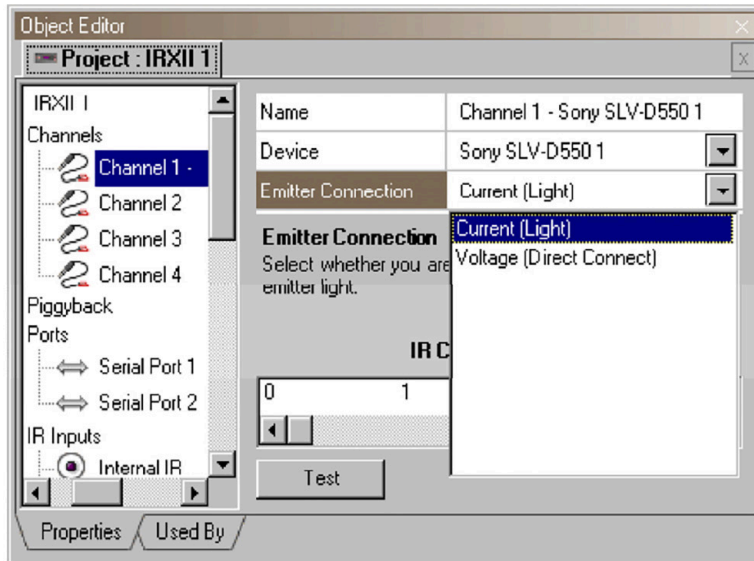 Object Editor
Project : IRXII 1
IRXII I
Channels
Channel 1 -
Channel 2
Channel 3
Channel 4
Piggyback
Ports
Serial Port 1
Serial Port 2
IR Inputs
Internal IR
Name
Channel 1 - Sony SLV-D550 1
Device
Sony SLV-D550 1
Emitter Connection
Current (Light)
Current (Light)
Voltage (Direct Connect)
Emitter Connection
Select whether you are
emitter light.
IR C
0 1
Test
Properties
Used By